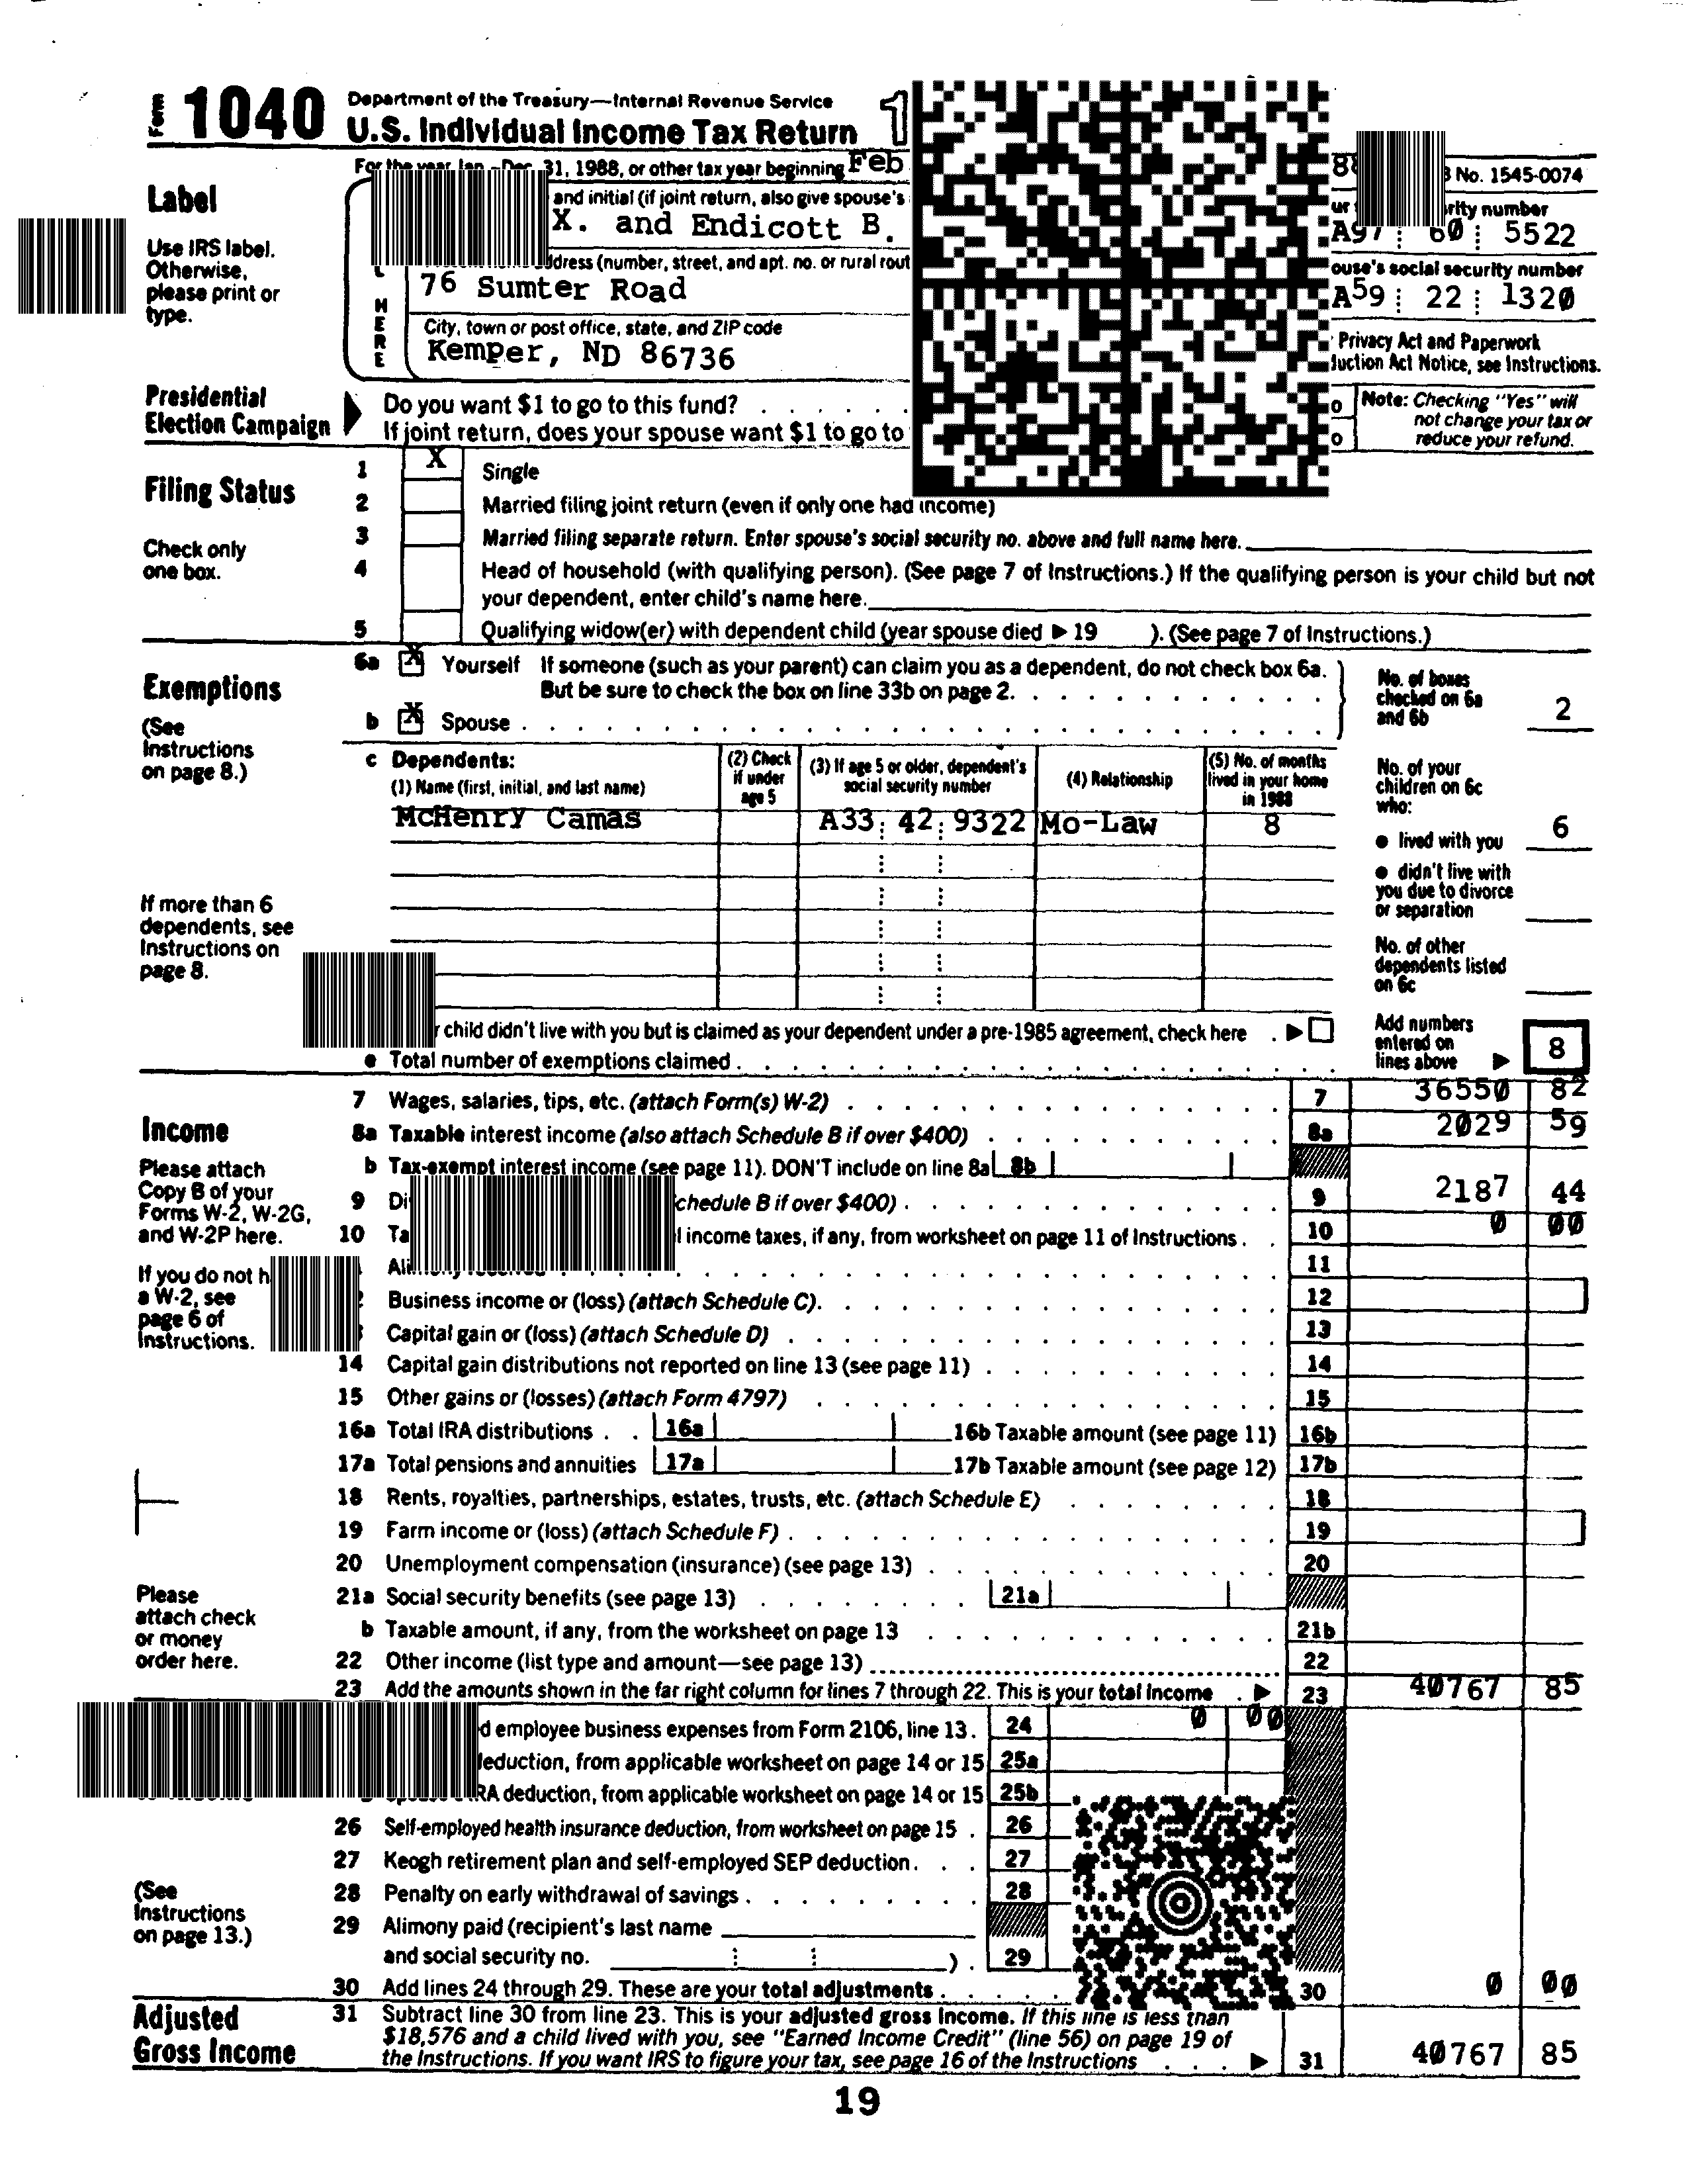 Form 1040 Department of the Treasury—Internal Revenue Service
U.S. Individual Income Tax Return 1
For the year Jan.–Dec. 31, 1988, or other tax year beginning Feb
No. 1545-0074
Label
Use IRS label.
Otherwise,
please print or
type.
and initial (if joint return, also give spouse's
X. and Endicott B.
rity number
A97 60 5522
address (number, street, and apt. no. or rural rout
76 Sumter Road
ouse's social security number
A59 22 1320
L
HERE
City, town or post office, state, and ZIP code
Kemper, ND 86736
Privacy Act and Paperwork
duction Act Notice, see Instructions.
Presidential
Election Campaign
Do you want $1 to go to this fund?
If joint return, does your spouse want $1 to go to
Note: Checking "Yes" will
not change your tax or
reduce your refund.
Filing Status
Check only
one box.
1 X Single
2 Married filing joint return (even if only one had income)
3 Married filing separate return. Enter spouse's social security no. above and full name here.
4 Head of household (with qualifying person). (See page 7 of Instructions.) If the qualifying person is your child but not
your dependent, enter child's name here.
5 Qualifying widow(er) with dependent child (year spouse died ▶ 19 ). (See page 7 of Instructions.)
Exemptions
(See
Instructions
on page 8.)
6a X Yourself If someone (such as your parent) can claim you as a dependent, do not check box 6a.
But be sure to check the box on line 33b on page 2.
b X Spouse
No. of boxes
checked on 6a
and 6b 2
c Dependents:
(1) Name (first, initial, and last name)
(2) Check
if under
age 5
(3) If age 5 or older, dependent's
social security number
(4) Relationship
(5) No. of months
lived in your home
in 1988
McHenry Camas A33 42 9322 Mo-Law 8
No. of your
children on 6c
who:
● lived with you 6
● didn't live with
you due to divorce
or separation
No. of other
dependents listed
on 6c
If more than 6
dependents, see
Instructions on
page 8.
child didn't live with you but is claimed as your dependent under a pre-1985 agreement, check here . ▶
e Total number of exemptions claimed
Add numbers
entered on
lines above ▶ 8
Income
Please attach
Copy B of your
Forms W-2, W-2G,
and W-2P here.
If you do not h
a W-2, see
page 6 of
Instructions.
7 Wages, salaries, tips, etc. (attach Form(s) W-2) 7 36550 82
8a Taxable interest income (also attach Schedule B if over $400) 8a 2029 59
b Tax-exempt interest income (see page 11). DON'T include on line 8a 8b
9 Di chedule B if over $400) 9 2187 44
10 Ta l income taxes, if any, from worksheet on page 11 of Instructions 10 0 00
Alimony received 11
Business income or (loss) (attach Schedule C) 12
Capital gain or (loss) (attach Schedule D) 13
14 Capital gain distributions not reported on line 13 (see page 11) 14
15 Other gains or (losses) (attach Form 4797) 15
16a Total IRA distributions 16a 16b Taxable amount (see page 11) 16b
17a Total pensions and annuities 17a 17b Taxable amount (see page 12) 17b
18 Rents, royalties, partnerships, estates, trusts, etc. (attach Schedule E) 18
19 Farm income or (loss) (attach Schedule F) 19
20 Unemployment compensation (insurance) (see page 13) 20
21a Social security benefits (see page 13) 21a
b Taxable amount, if any, from the worksheet on page 13 21b
22 Other income (list type and amount—see page 13) 22
23 Add the amounts shown in the far right column for lines 7 through 22. This is your total income ▶ 23 40767 85
Please
attach check
or money
order here.
d employee business expenses from Form 2106, line 13. 24 0 00
deduction, from applicable worksheet on page 14 or 15 25a
RA deduction, from applicable worksheet on page 14 or 15 25b
26 Self-employed health insurance deduction, from worksheet on page 15 26
27 Keogh retirement plan and self-employed SEP deduction 27
28 Penalty on early withdrawal of savings 28
29 Alimony paid (recipient's last name
and social security no. ) 29
30 Add lines 24 through 29. These are your total adjustments 30 0 00
(See
Instructions
on page 13.)
Adjusted
Gross Income
31 Subtract line 30 from line 23. This is your adjusted gross income. If this line is less than
$18,576 and a child lived with you, see "Earned Income Credit" (line 56) on page 19 of
the Instructions. If you want IRS to figure your tax, see page 16 of the Instructions ▶ 31 40767 85
19